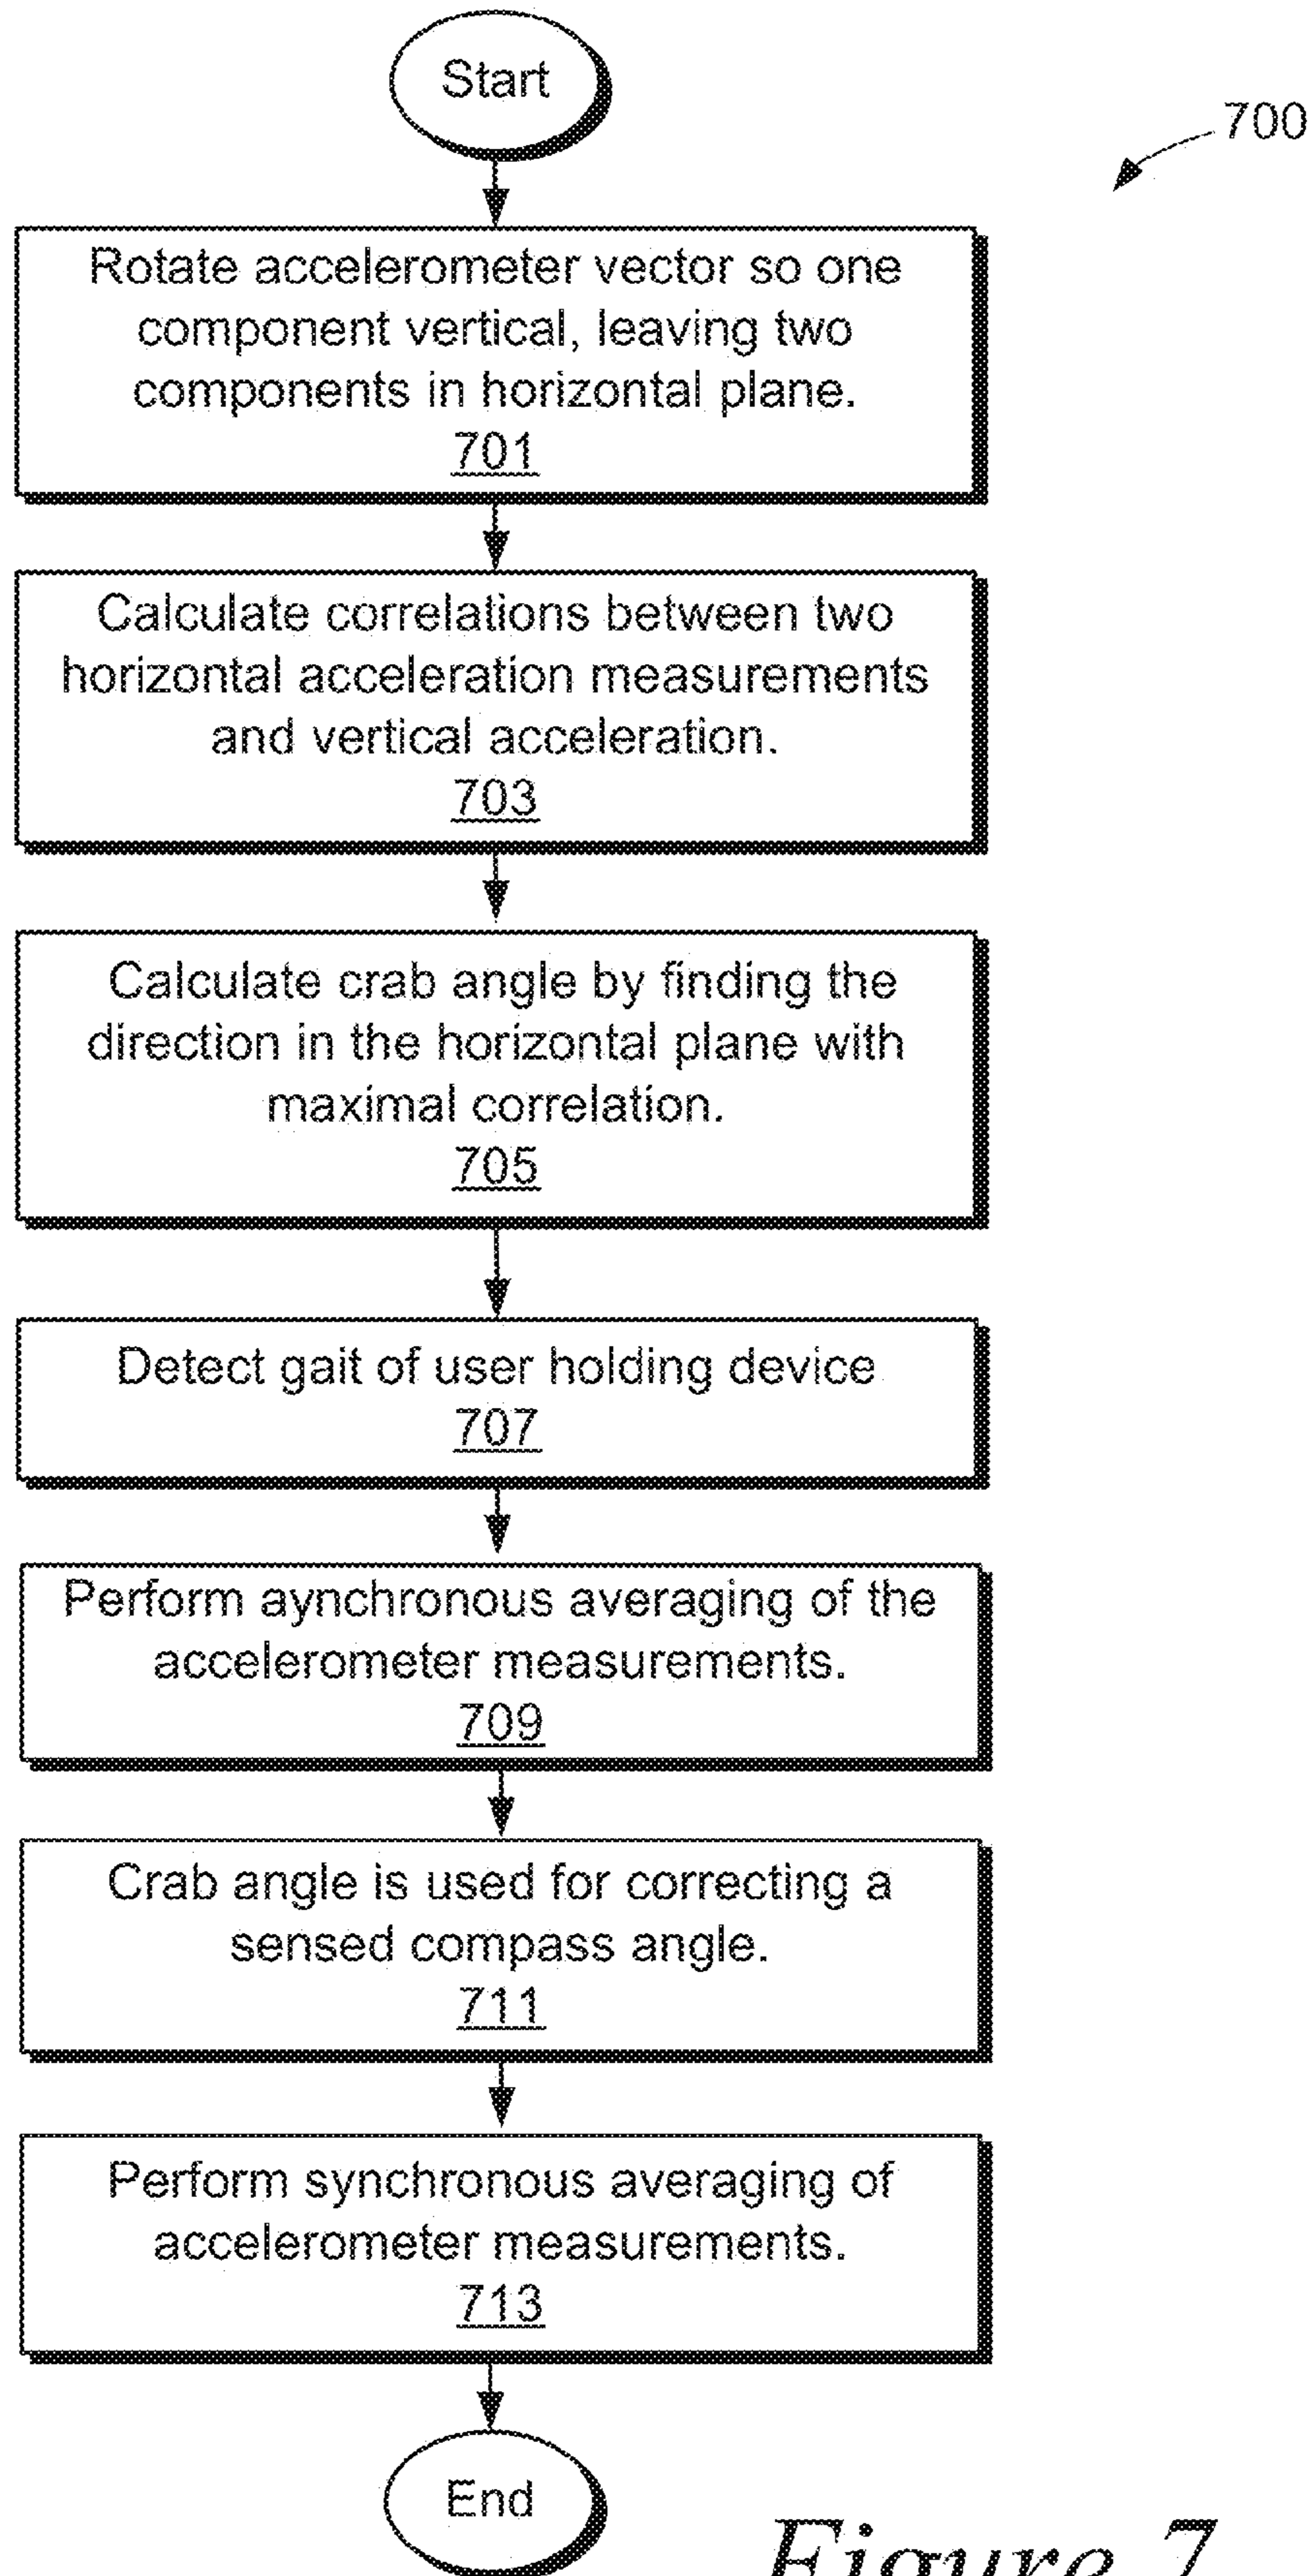 Start
700
Rotate accelerometer vector so one
component vertical, leaving two
components in horizontal plane.
701
Calculate correlations between two
horizontal acceleration measurements
and vertical acceleration.
703
Calculate crab angle by finding the
direction in the horizontal plane with
maximal correlation.
705
Detect gait of user holding device
707
Perform aynchronous averaging of the
accelerometer measurements.
709
Crab angle is used for correcting a
sensed compass angle.
711
Perform synchronous averaging of
accelerometer measurements.
713
End
Figure 7